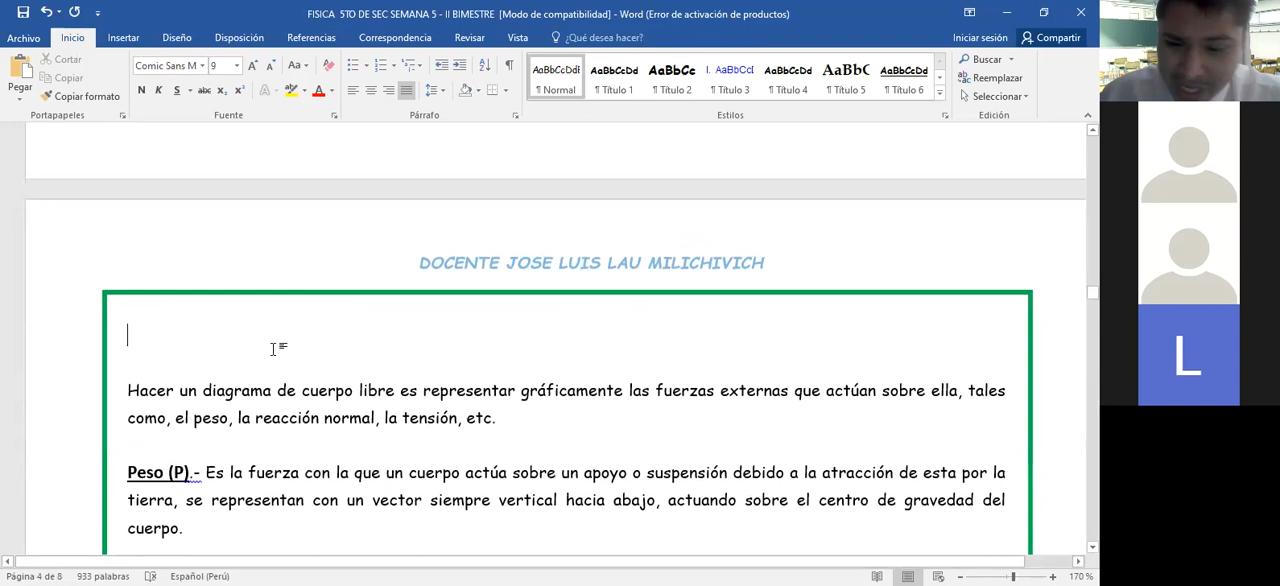 FISICA 5TO DE SEC SEMANA 5 - II BIMESTRE [Modo de compatibilidad] - Word (Error de activación de productos)
Archivo Inicio Insertar Diseño Disposición Referencias Correspondencia Revisar Vista ¿Qué desea hacer? Iniciar sesión Compartir
Pegar
Cortar
Copiar
Copiar formato
Portapapeles
Comic Sans M 9 Aa
N K S abc x₂ x² A A
Fuente
Párrafo
AaBbCcDdE AaBbCcDd AaBbCc I. AaBbCcI AaBbCcDd AaBbC AaBbCcDd
¶ Normal ¶ Título 1 ¶ Título 2 ¶ Título 3 ¶ Título 4 ¶ Título 5 ¶ Título 6
Estilos
Buscar
Reemplazar
Seleccionar
Edición
DOCENTE JOSE LUIS LAU MILICHIVICH
Hacer un diagrama de cuerpo libre es representar gráficamente las fuerzas externas que actúan sobre ella, tales
como, el peso, la reacción normal, la tensión, etc.
Peso (P).- Es la fuerza con la que un cuerpo actúa sobre un apoyo o suspensión debido a la atracción de esta por la
tierra, se representan con un vector siempre vertical hacia abajo, actuando sobre el centro de gravedad del
cuerpo.
L
Página 4 de 8 933 palabras Español (Perú) 170 %